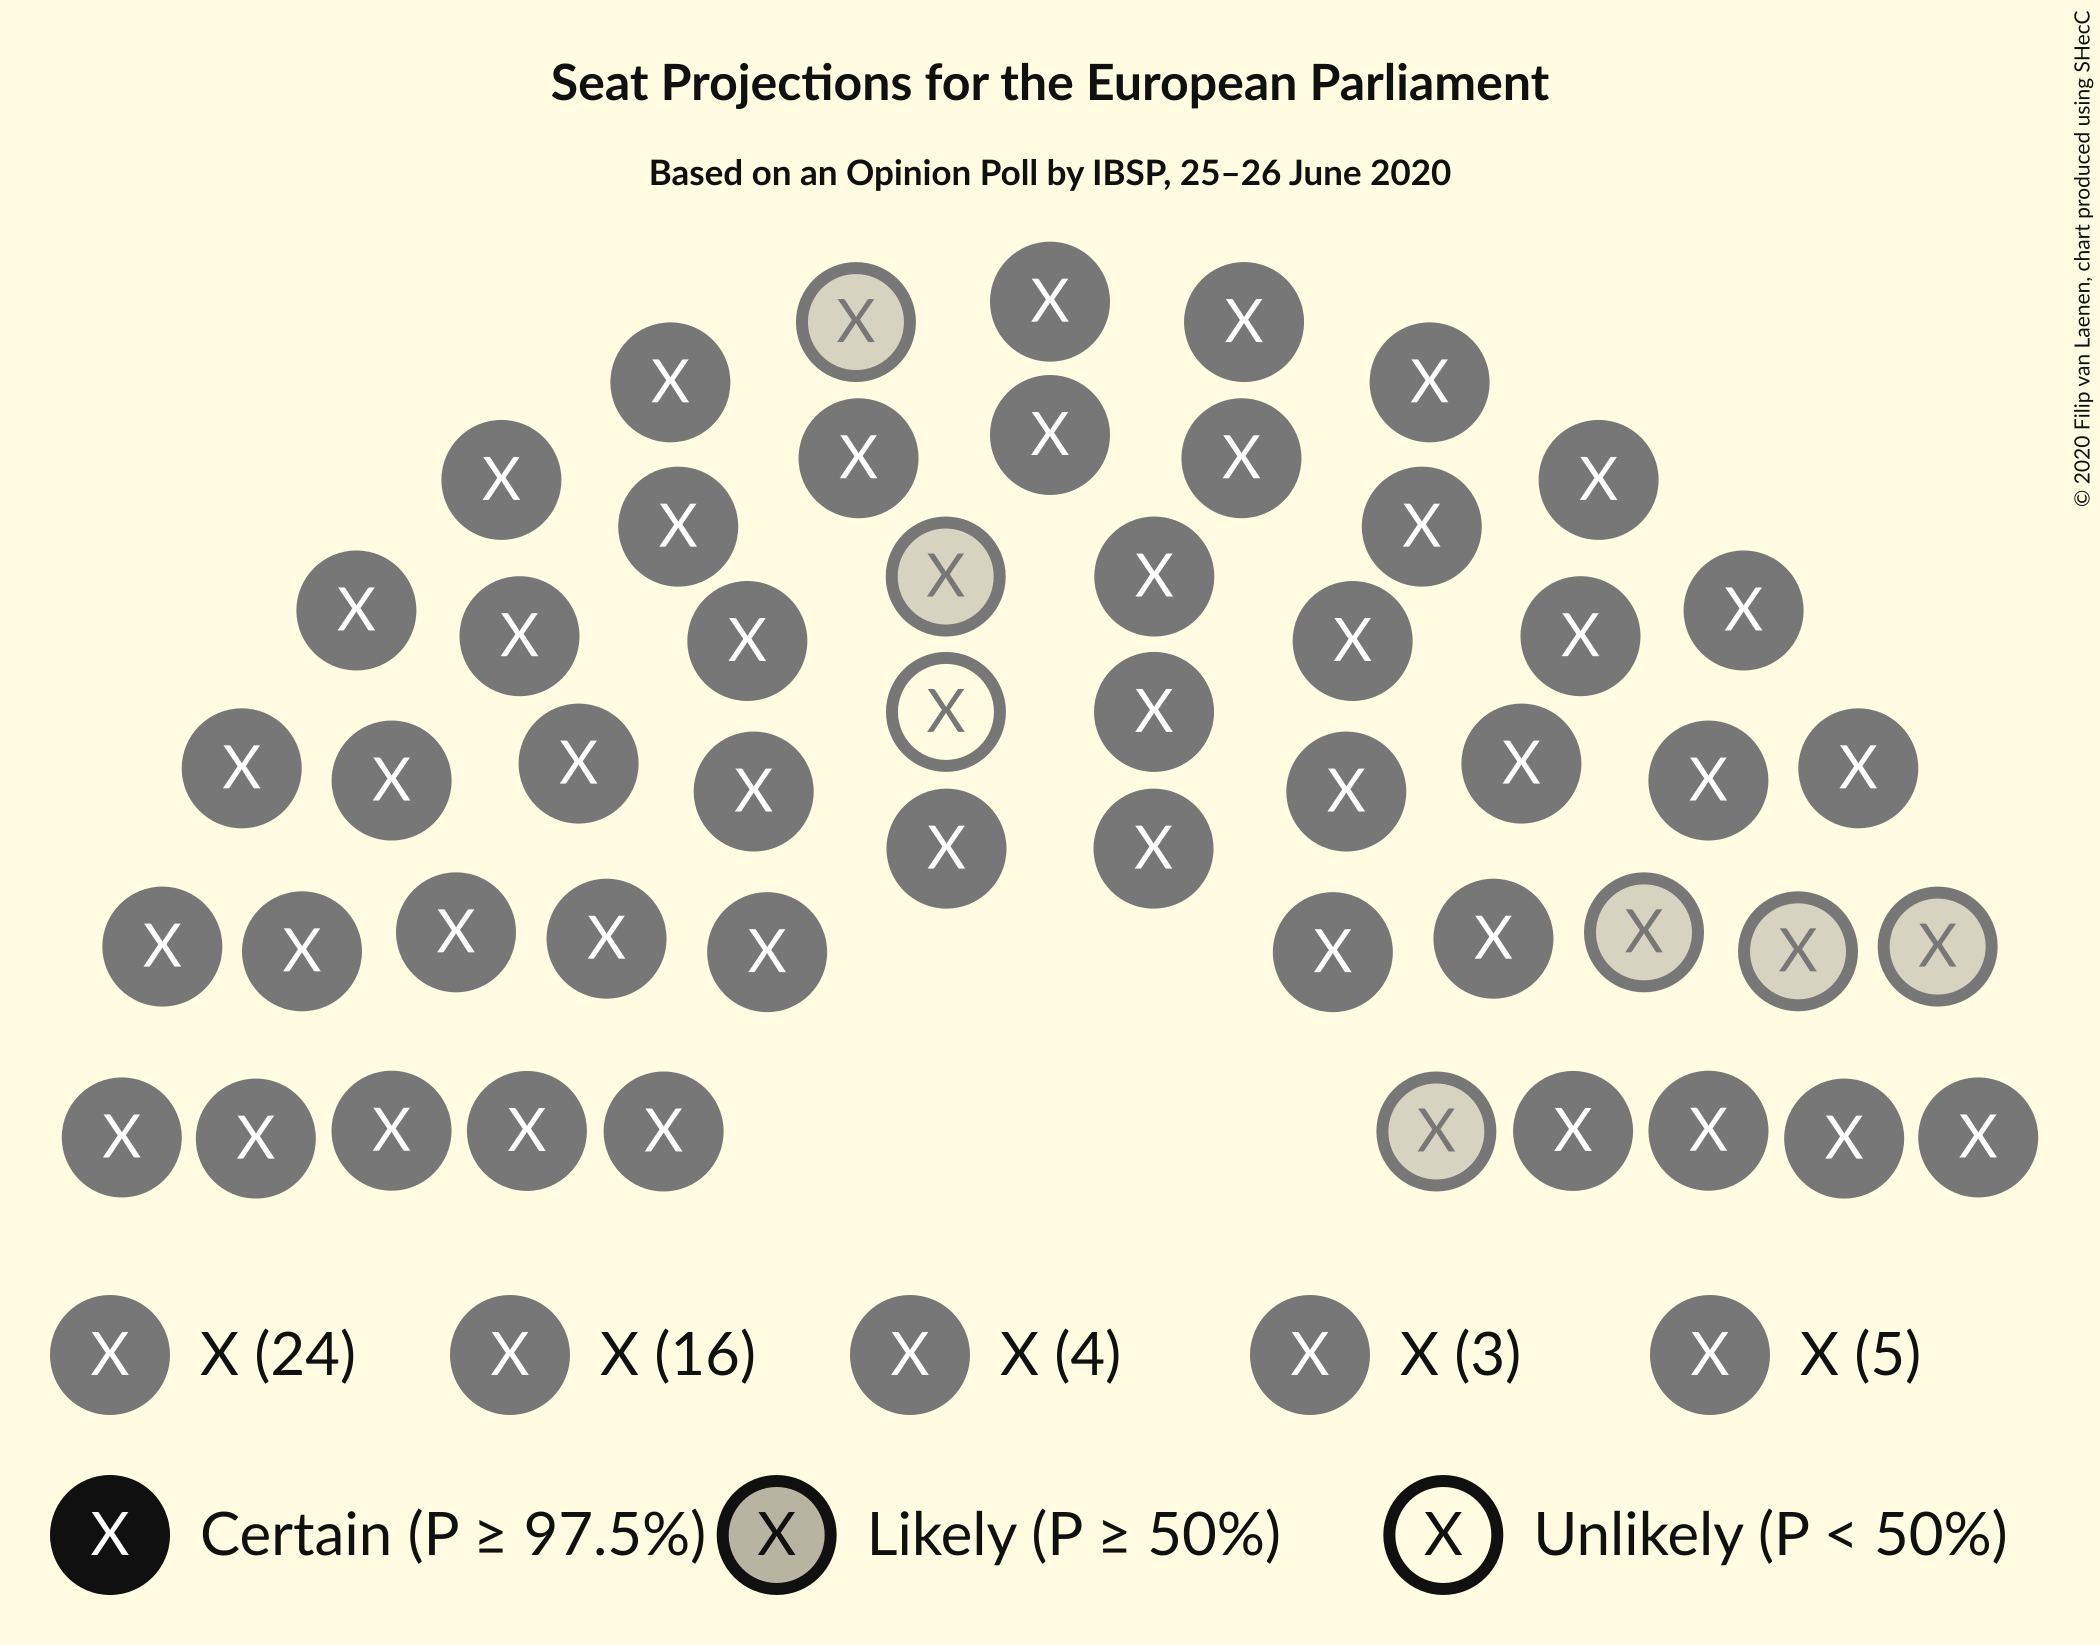 Seat Projections for the European Parliament
Based on an Opinion Poll by IBSP, 25–26 June 2020
© 2020 Filip van Laenen, chart produced using SHecC
X X X X
X X X X
X X X
X X
X X
X X X X
X X X
X X X
X X X X
X X X X X X
X X X X X X X X X X
X X X X X X X X X X
X X (24) X X (16) X X (4) X X (3) X X (5)
X Certain (P ≥ 97.5%) X Likely (P ≥ 50%) X Unlikely (P < 50%)